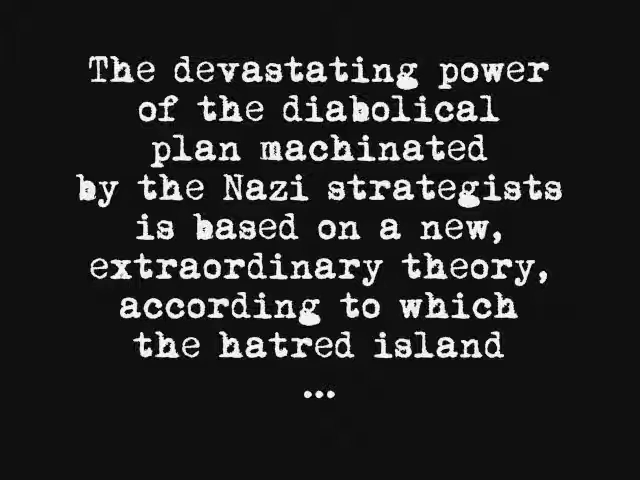 The devastating power
of the diabolical
plan machinated
by the Nazi strategists
is based on a new,
extraordinary theory,
according to which
the hatred island
...